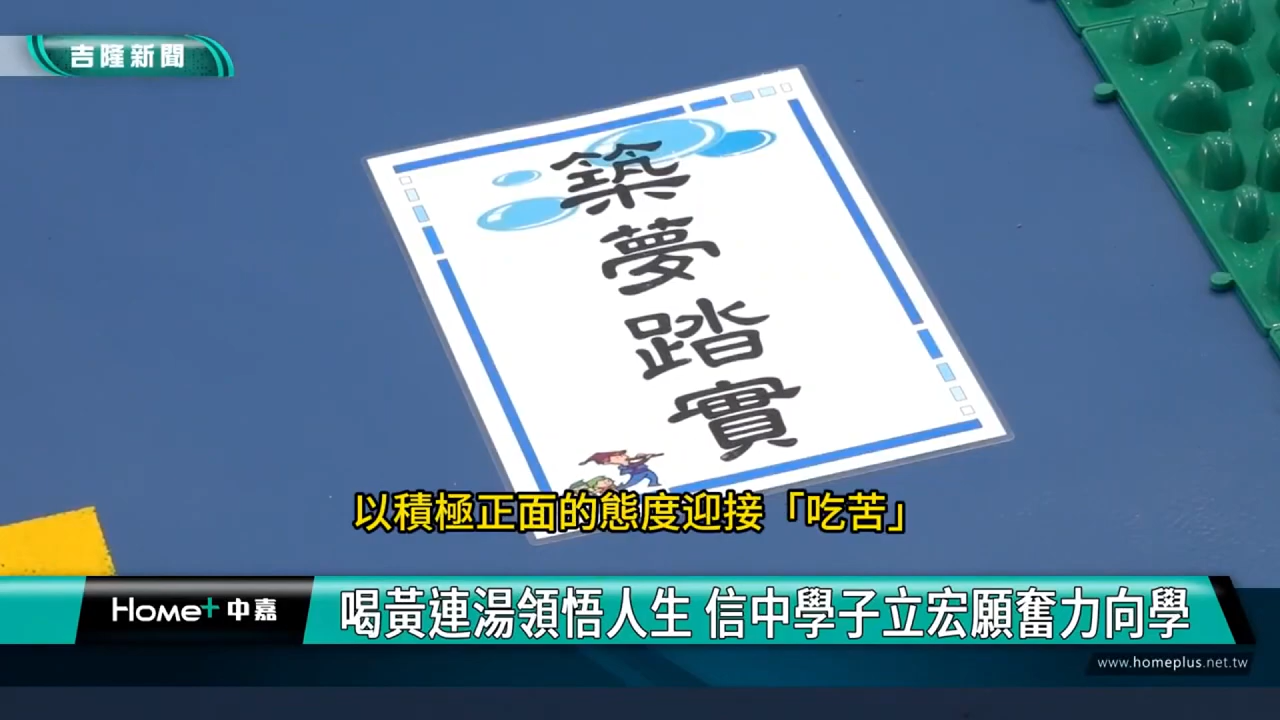 吉隆新聞
築夢踏實
以積極正面的態度迎接「吃苦」
Home+中嘉
喝黃連湯領悟人生 信中學子立宏願奮力向學
www.homeplus.net.tw